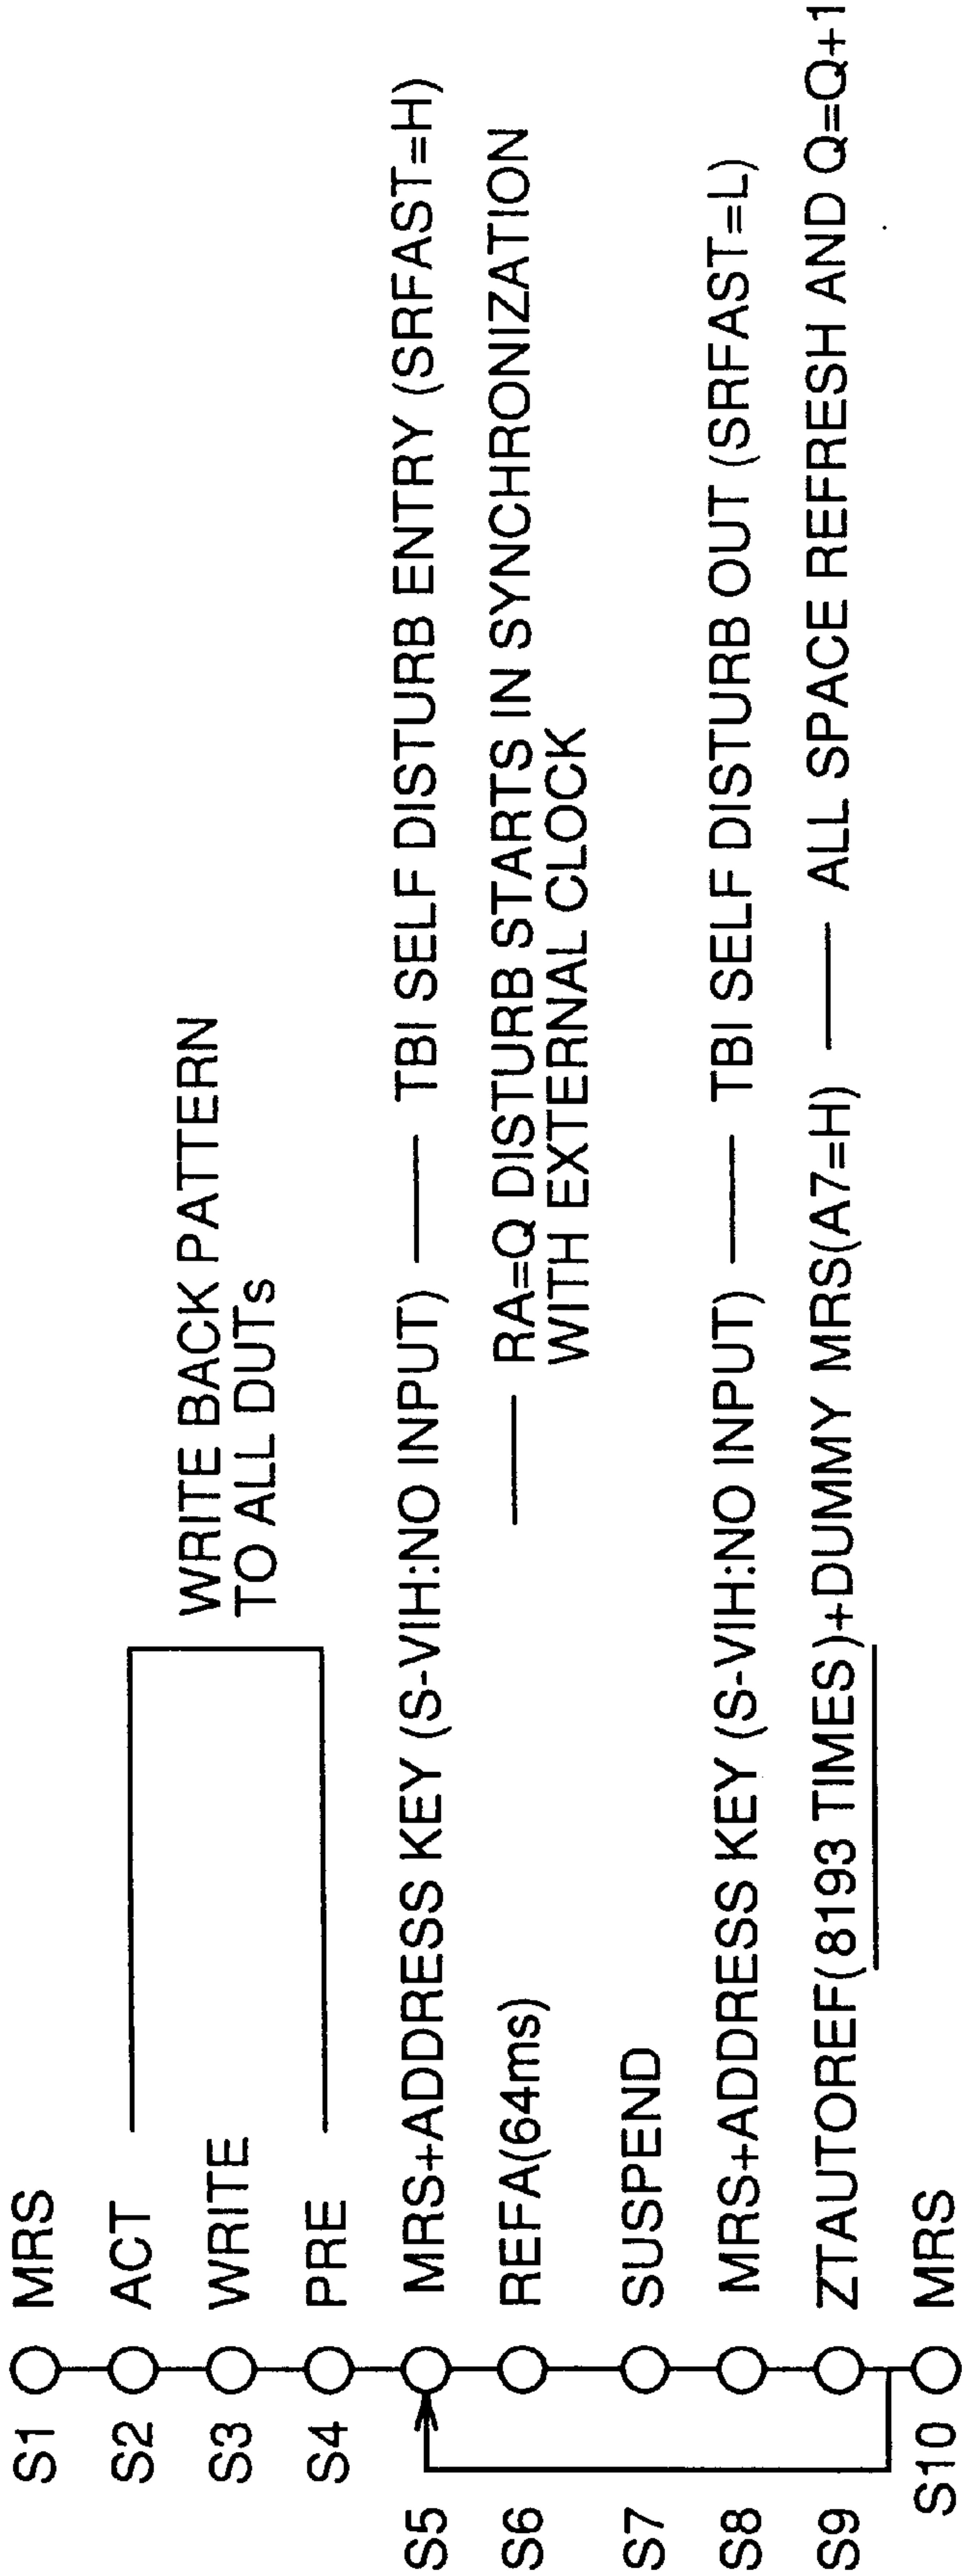 S1 MRS
S2 ACT
WRITE BACK PATTERN
TO ALL DUTs
S3 WRITE
S4 PRE
S5 MRS+ADDRESS KEY (S-VIH:NO INPUT) — TBI SELF DISTURB ENTRY (SRFAST=H)
S6 REFA(64ms) — RA=Q DISTURB STARTS IN SYNCHRONIZATION
WITH EXTERNAL CLOCK
S7 SUSPEND
S8 MRS+ADDRESS KEY (S-VIH:NO INPUT) — TBI SELF DISTURB OUT (SRFAST=L)
S9 ZTAUTOREF(8193 TIMES)+DUMMY MRS(A7=H) — ALL SPACE REFRESH AND Q=Q+1
S10 MRS